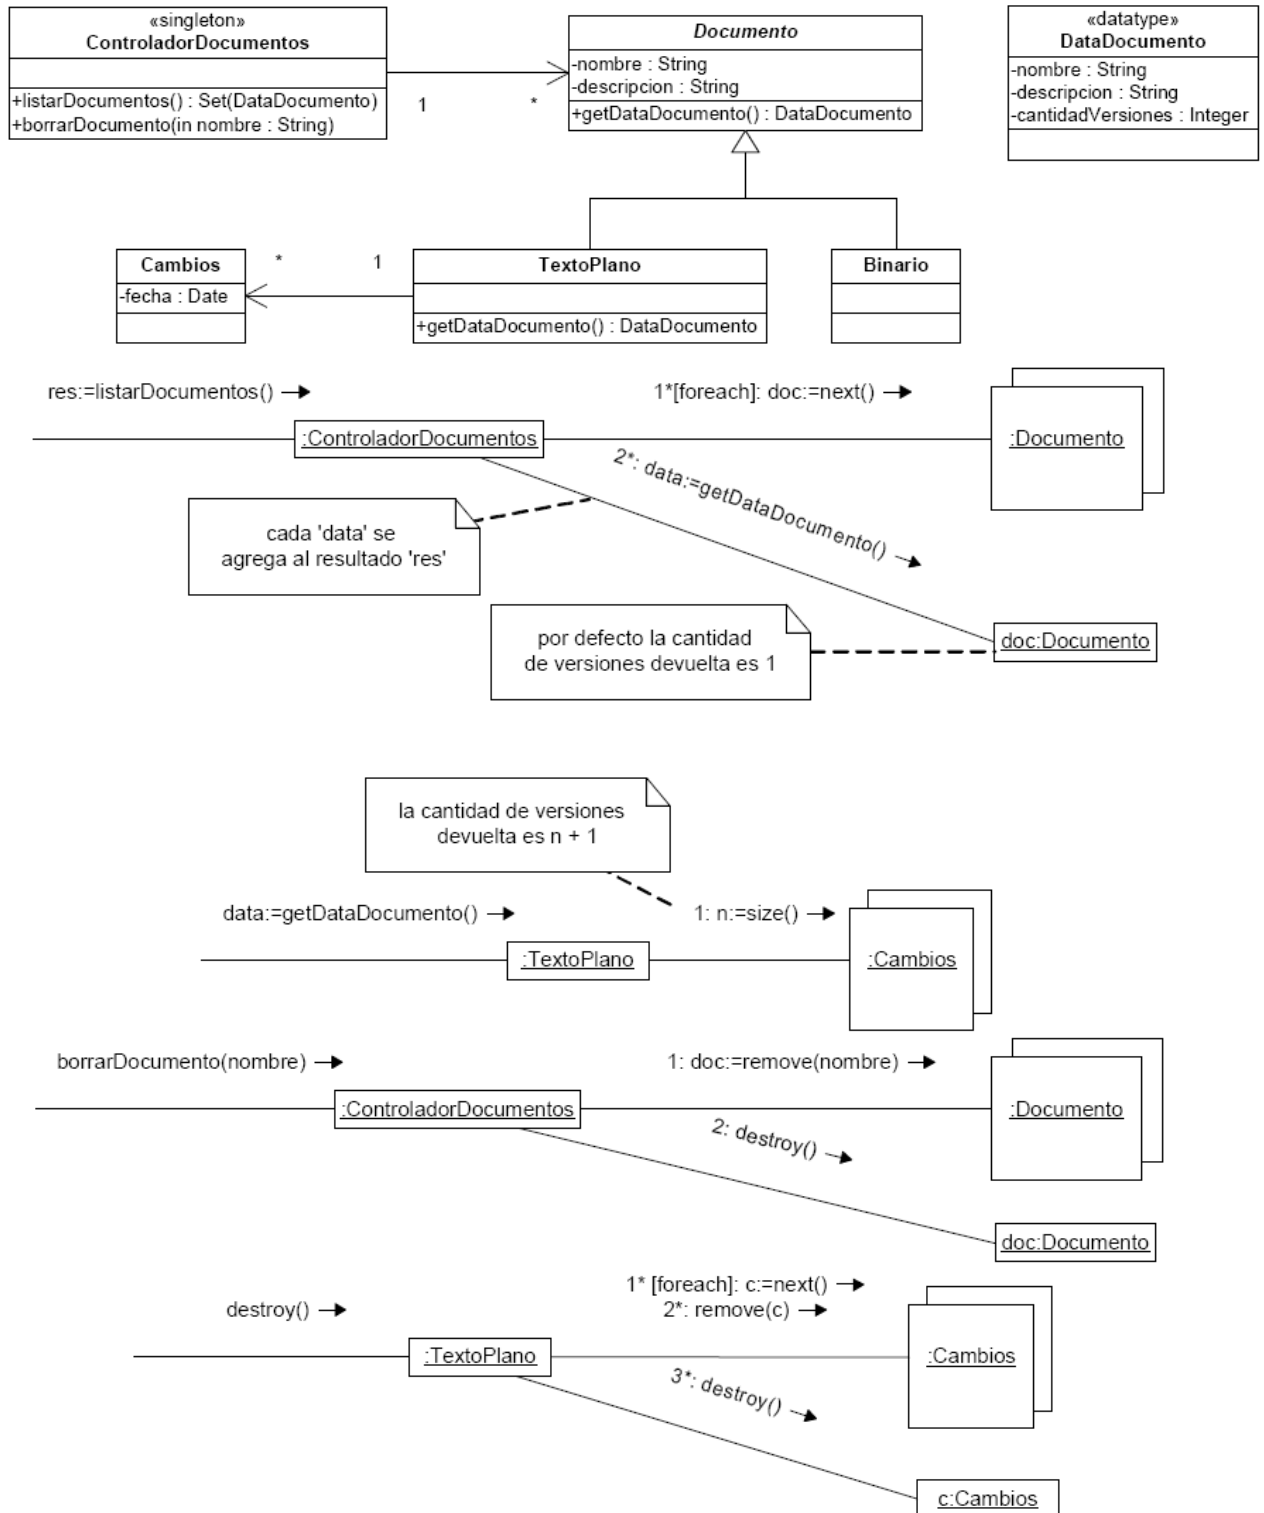 «singleton»
ControladorDocumentos
+listarDocumentos() : Set(DataDocumento)
+borrarDocumento(in nombre : String)
1
*
Documento
-nombre : String
-descripcion : String
+getDataDocumento() : DataDocumento
«datatype»
DataDocumento
-nombre : String
-descripcion : String
-cantidadVersiones : Integer
Cambios
-fecha : Date
*
1
TextoPlano
+getDataDocumento() : DataDocumento
Binario
res:=listarDocumentos()
1*[foreach]: doc:=next()
:ControladorDocumentos
:Documento
2*: data:=getDataDocumento()
cada 'data' se
agrega al resultado 'res'
por defecto la cantidad
de versiones devuelta es 1
doc:Documento
la cantidad de versiones
devuelta es n + 1
data:=getDataDocumento()
1: n:=size()
:TextoPlano
:Cambios
borrarDocumento(nombre)
1: doc:=remove(nombre)
:ControladorDocumentos
:Documento
2: destroy()
doc:Documento
destroy()
1* [foreach]: c:=next()
2*: remove(c)
:TextoPlano
:Cambios
3*: destroy()
c:Cambios